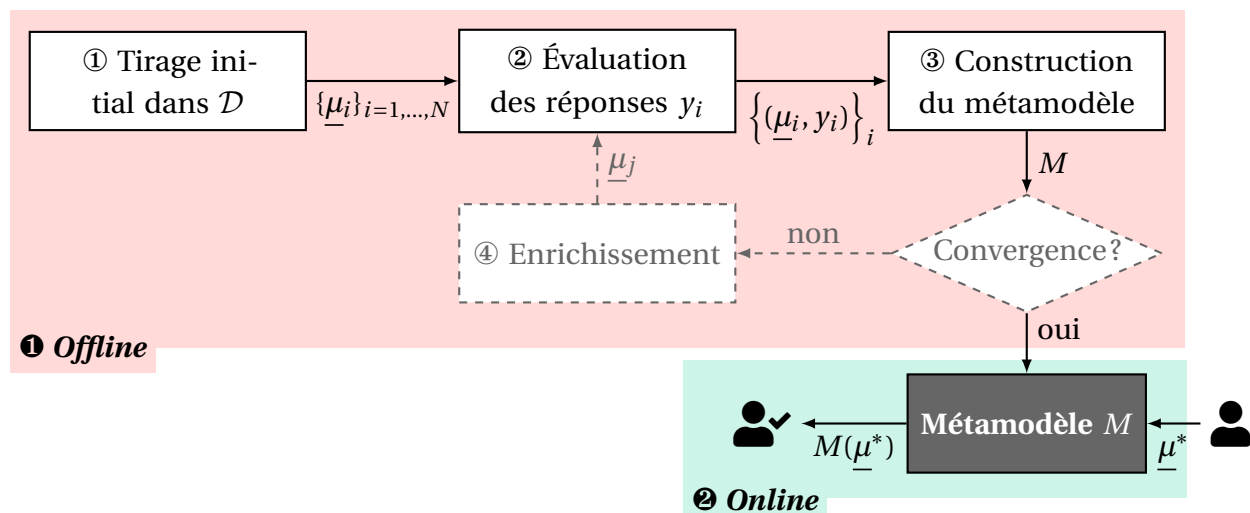 ① Tirage ini-
tial dans 𝒟
{μ_i}_{i=1,...,N}
② Évaluation
des réponses y_i
{(μ_i, y_i)}_i
③ Construction
du métamodèle
M
μ_j
④ Enrichissement
non
Convergence ?
oui
❶ Offline
Métamodèle M
M(μ*)
μ*
❷ Online